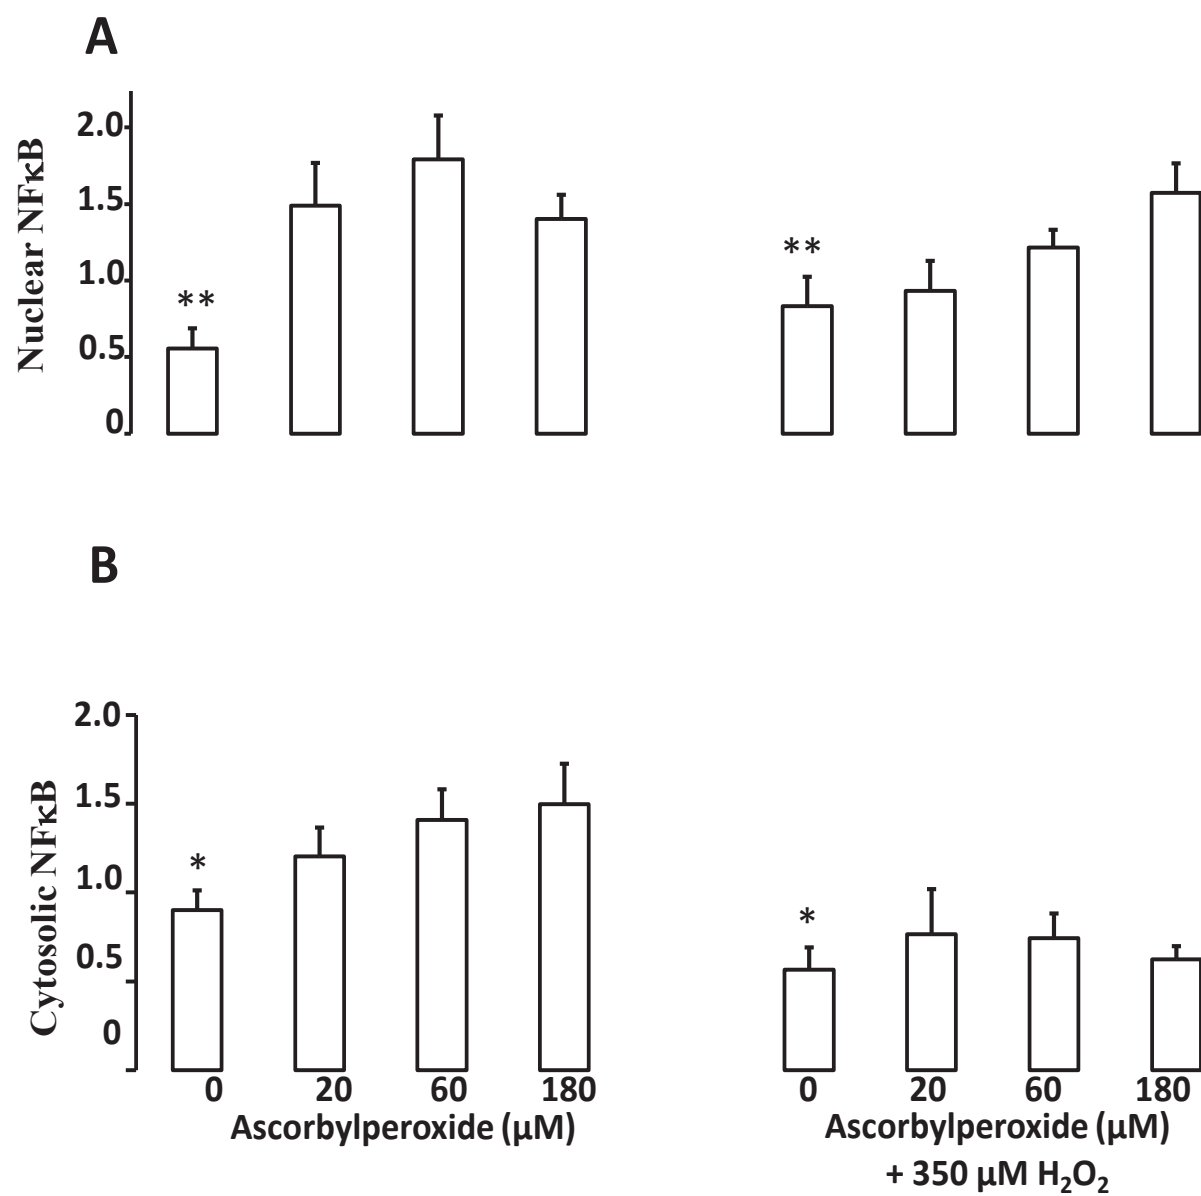 A
Nuclear NFκB
2.0
1.5
1.0
0.5
0
**
**
B
Cytosolic NFκB
2.0
1.5
1.0
0.5
0
*
*
0 20 60 180
Ascorbylperoxide (μM)
0 20 60 180
Ascorbylperoxide (μM)
+ 350 μM H₂O₂